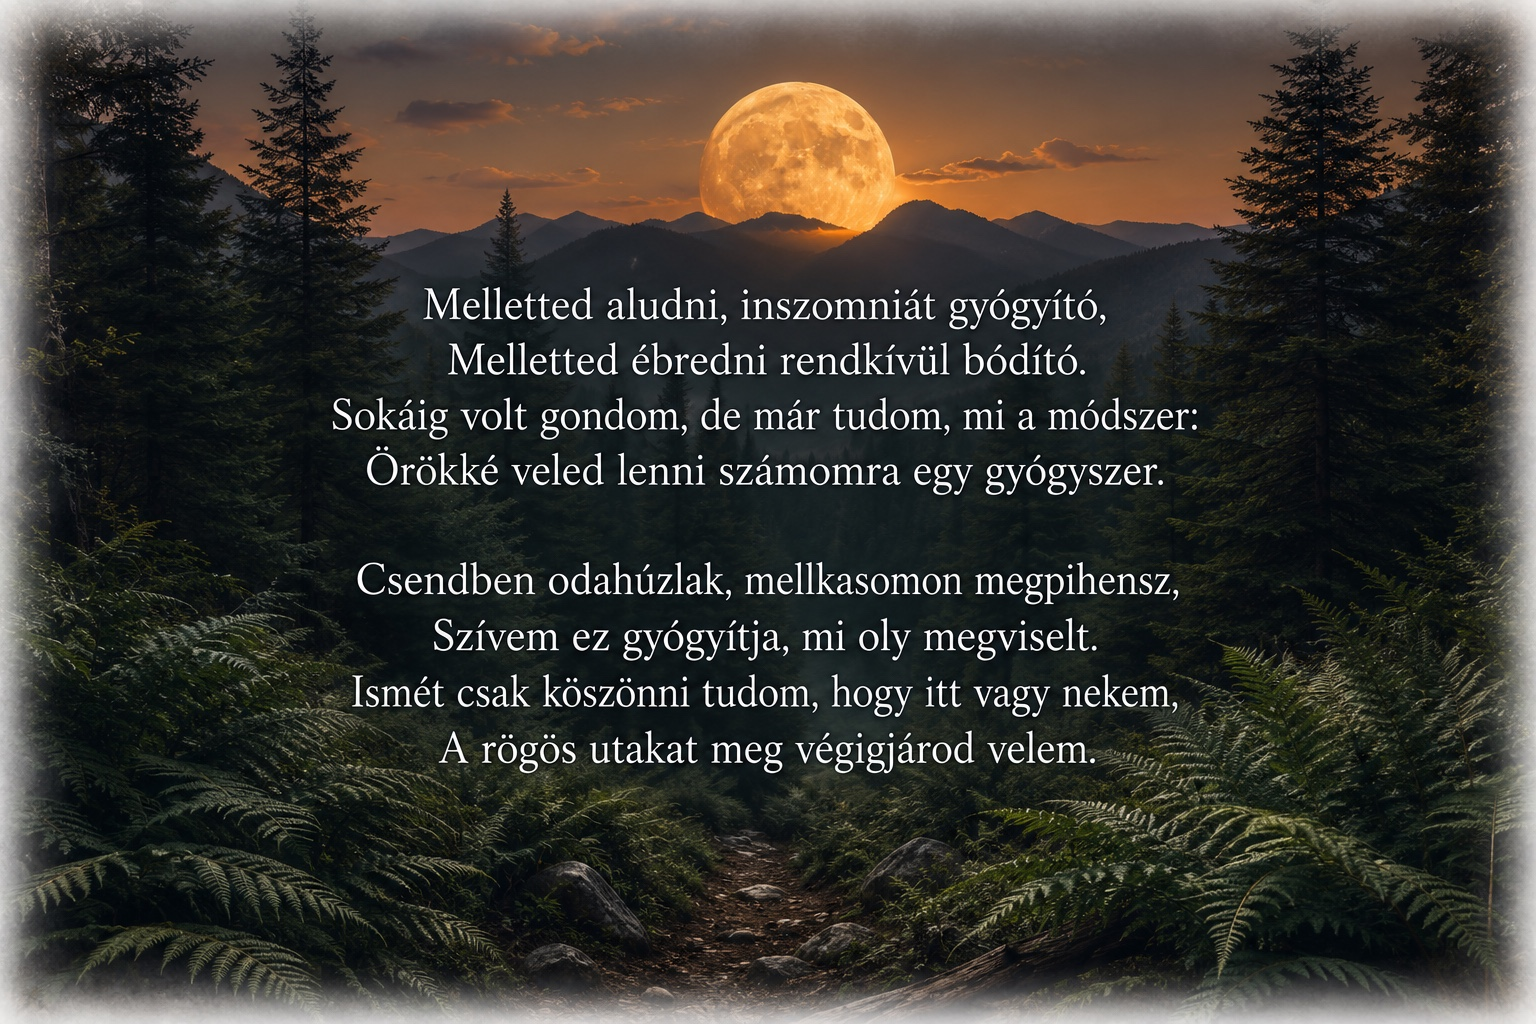 Melletted aludni, inszomniát gyógyító,
Melletted ébredni rendkívül bódító.
Sokáig volt gondom, de már tudom, mi a módszer:
Örökké veled lenni számomra egy gyógyszer.
Csendben odahúzlak, mellkasomon megpihensz,
Szívem ez gyógyítja, mi oly megviselt.
Ismét csak köszönni tudom, hogy itt vagy nekem,
A rögös utakat meg végigjárod velem.